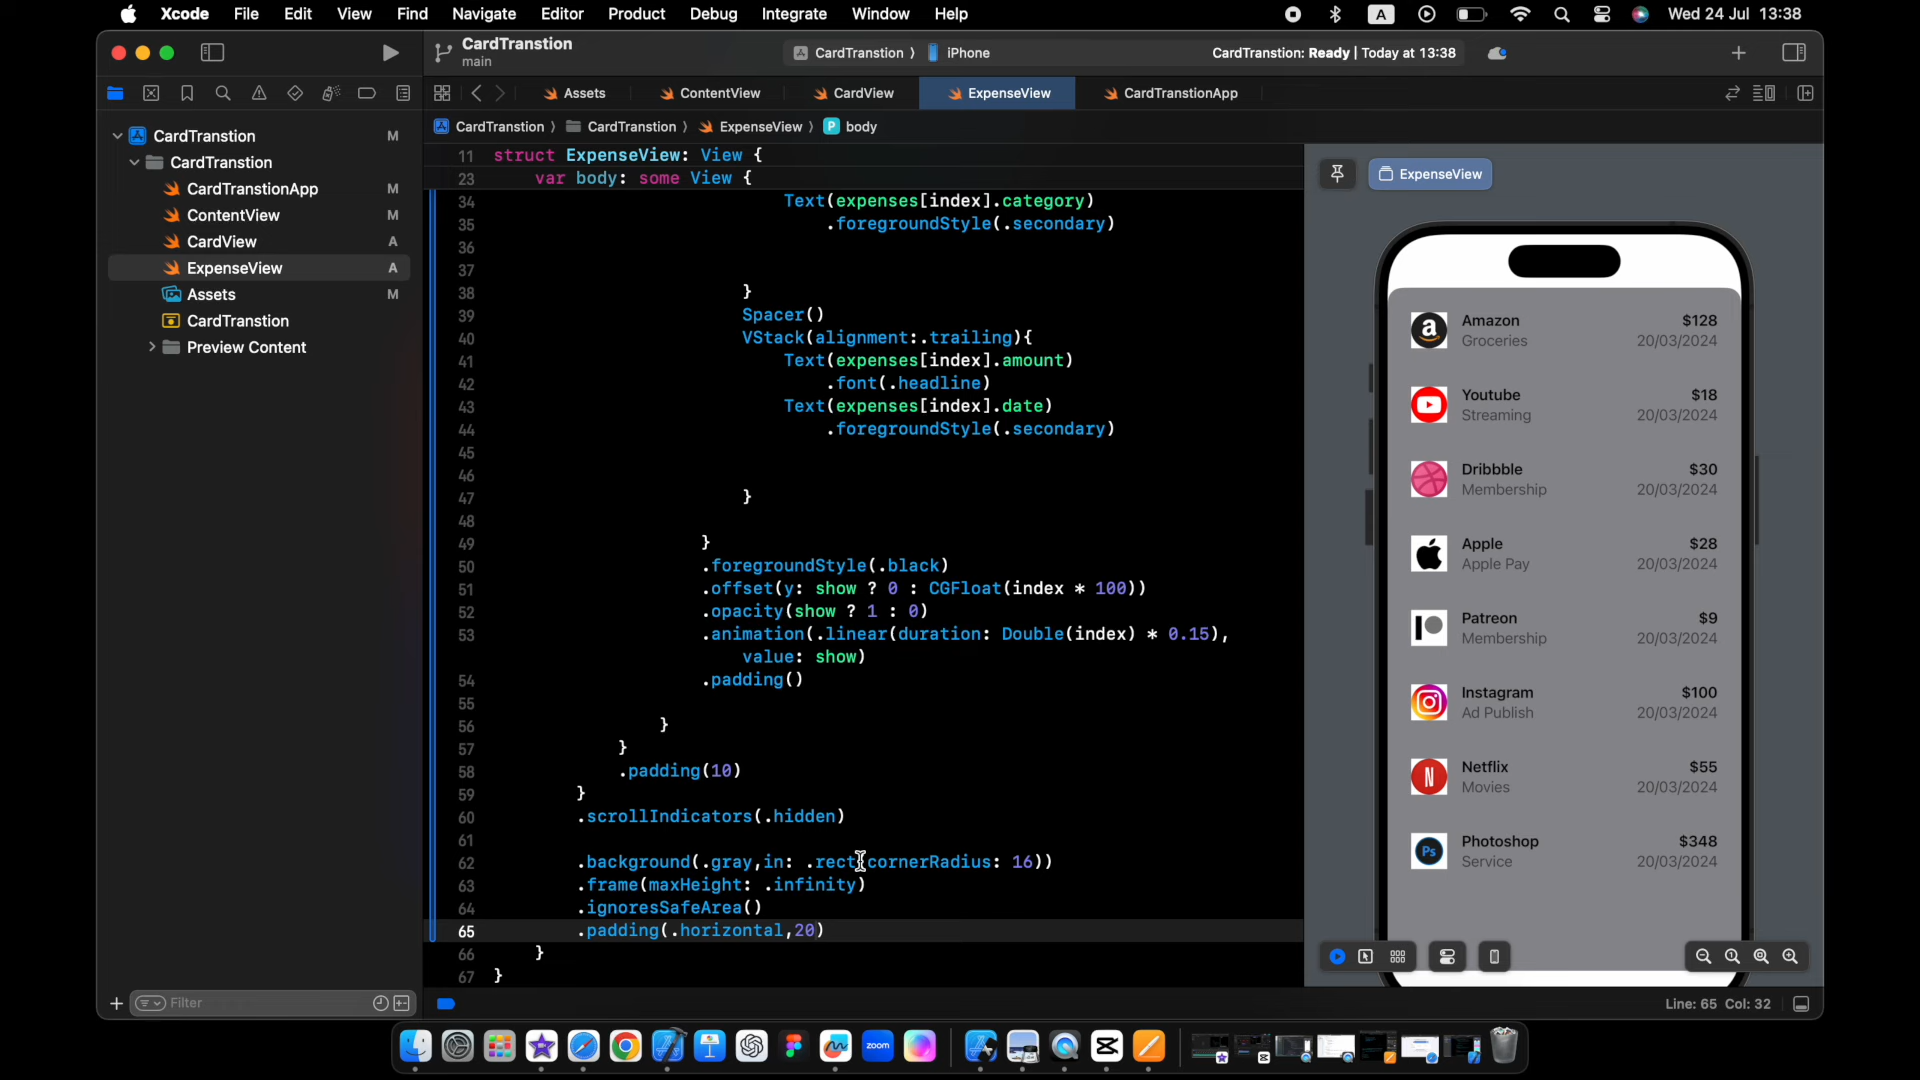 Xcode File Edit View Find Navigate Editor Product Debug Integrate Window Help A Wed 24 Jul 13:38
CardTranstion
main
CardTranstion iPhone
CardTranstion: Ready | Today at 13:38
Assets ContentView CardView ExpenseView CardTranstionApp
CardTranstion CardTranstion ExpenseView P body
CardTranstion M
CardTranstion
CardTranstionApp M
ContentView M
CardView A
ExpenseView A
Assets M
CardTranstion
Preview Content
Filter
11 struct ExpenseView: View {
23 var body: some View {
34 Text(expenses[index].category)
35 .foregroundStyle(.secondary)
36
37
38 }
39 Spacer()
40 VStack(alignment:.trailing){
41 Text(expenses[index].amount)
42 .font(.headline)
43 Text(expenses[index].date)
44 .foregroundStyle(.secondary)
45
46
47 }
48
49 }
50 .foregroundStyle(.black)
51 .offset(y: show ? 0 : CGFloat(index * 100))
52 .opacity(show ? 1 : 0)
53 .animation(.linear(duration: Double(index) * 0.15),
value: show)
54 .padding()
55
56 }
57 }
58 .padding(10)
59 }
60 .scrollIndicators(.hidden)
61
62 .background(.gray,in: .rect(cornerRadius: 16))
63 .frame(maxHeight: .infinity)
64 .ignoresSafeArea()
65 .padding(.horizontal,20)
66 }
67 }
ExpenseView
Amazon $128
Groceries 20/03/2024
Youtube $18
Streaming 20/03/2024
Dribbble $30
Membership 20/03/2024
Apple $28
Apple Pay 20/03/2024
Patreon $9
Membership 20/03/2024
Instagram $100
Ad Publish 20/03/2024
Netflix $55
Movies 20/03/2024
Ps Photoshop $348
Service 20/03/2024
Line: 65 Col: 32
zoom